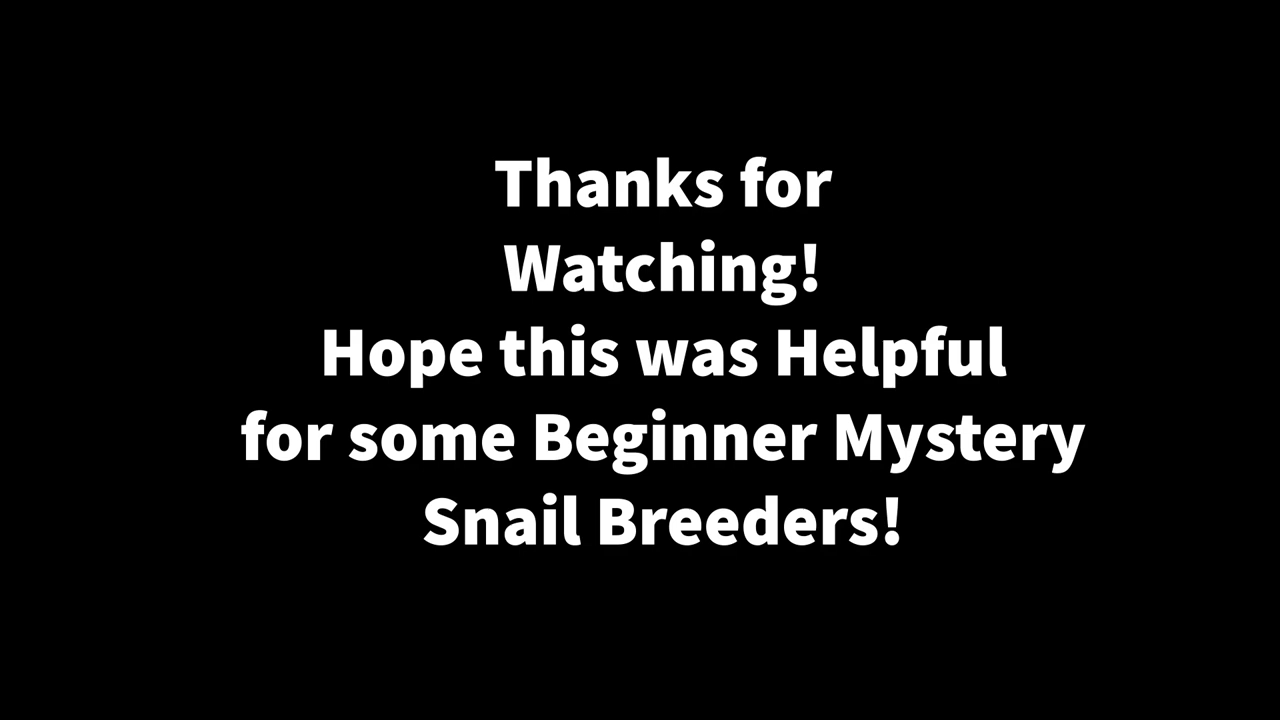 Thanks for
Watching!
Hope this was Helpful
for some Beginner Mystery
Snail Breeders!